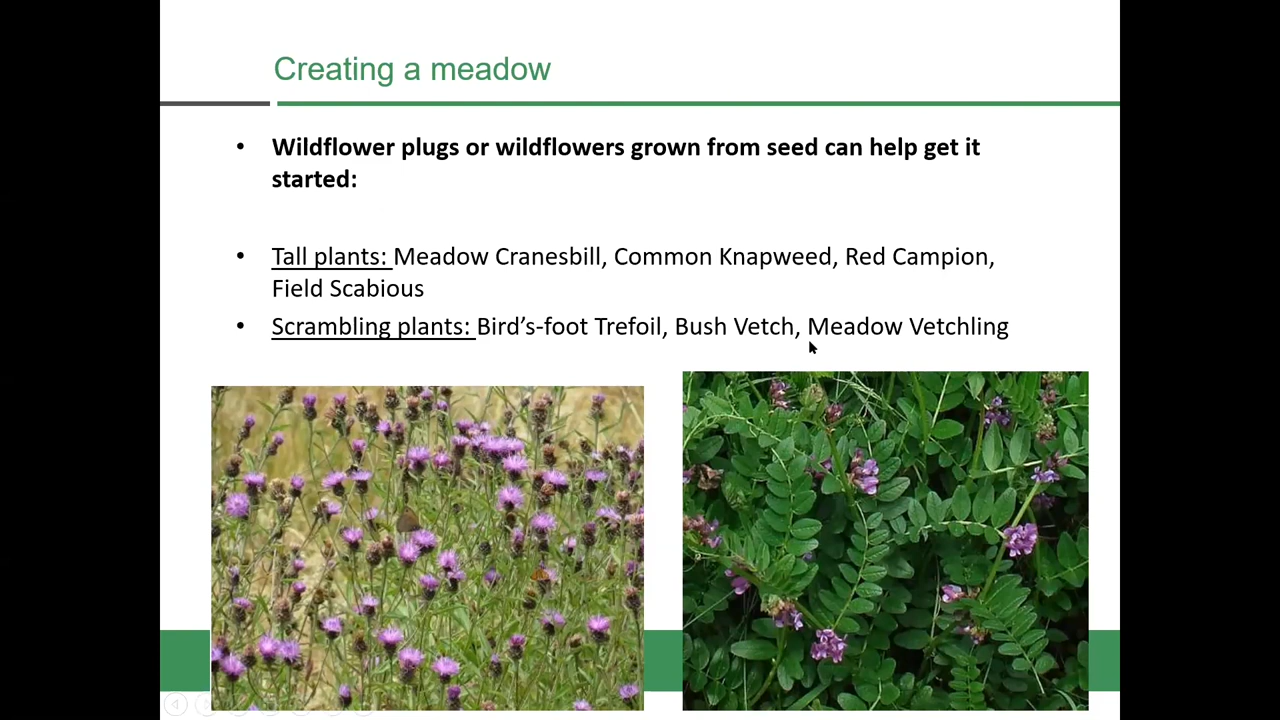 Creating a meadow
• Wildflower plugs or wildflowers grown from seed can help get it
started:
• Tall plants: Meadow Cranesbill, Common Knapweed, Red Campion,
Field Scabious
• Scrambling plants: Bird’s-foot Trefoil, Bush Vetch, Meadow Vetchling